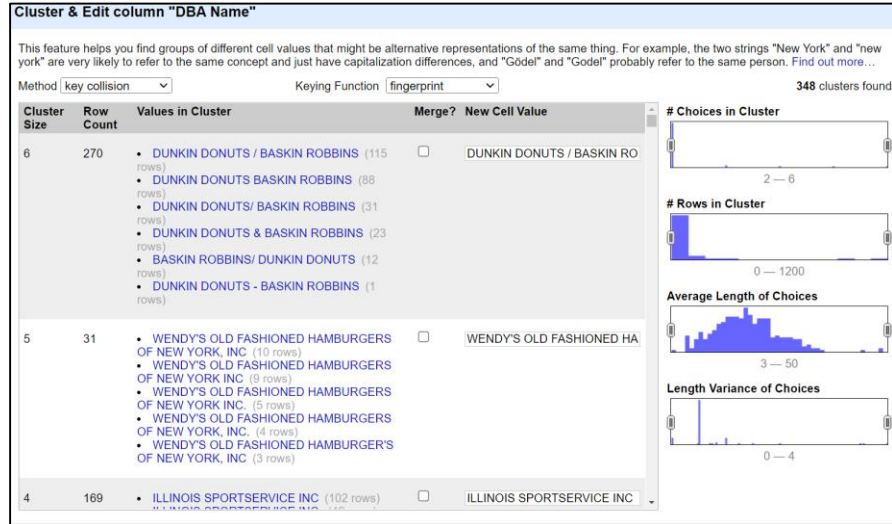 Cluster & Edit column "DBA Name"
This feature helps you find groups of different cell values that might be alternative representations of the same thing. For example, the two strings "New York" and "new
york" are very likely to refer to the same concept and just have capitalization differences, and "Gödel" and "Godel" probably refer to the same person. Find out more…
Method key collision Keying Function fingerprint 348 clusters found
Cluster Size Row Count Values in Cluster Merge? New Cell Value
6 270
• DUNKIN DONUTS / BASKIN ROBBINS (115
rows)
• DUNKIN DONUTS BASKIN ROBBINS (88
rows)
• DUNKIN DONUTS/ BASKIN ROBBINS (31
rows)
• DUNKIN DONUTS & BASKIN ROBBINS (23
rows)
• BASKIN ROBBINS/ DUNKIN DONUTS (12
rows)
• DUNKIN DONUTS - BASKIN ROBBINS (1
rows)
DUNKIN DONUTS / BASKIN RO
5 31
• WENDY'S OLD FASHIONED HAMBURGERS
OF NEW YORK, INC (10 rows)
• WENDY'S OLD FASHIONED HAMBURGERS
OF NEW YORK INC (9 rows)
• WENDY'S OLD FASHIONED HAMBURGERS
OF NEW YORK INC. (5 rows)
• WENDY'S OLD FASHIONED HAMBURGERS
OF NEW YORK, INC. (4 rows)
• WENDY'S OLD FASHIONED HAMBURGER'S
OF NEW YORK, INC (3 rows)
WENDY'S OLD FASHIONED HA
4 169
• ILLINOIS SPORTSERVICE INC (102 rows)
ILLINOIS SPORTSERVICE INC
# Choices in Cluster
2 — 6
# Rows in Cluster
0 — 1200
Average Length of Choices
3 — 50
Length Variance of Choices
0 — 4